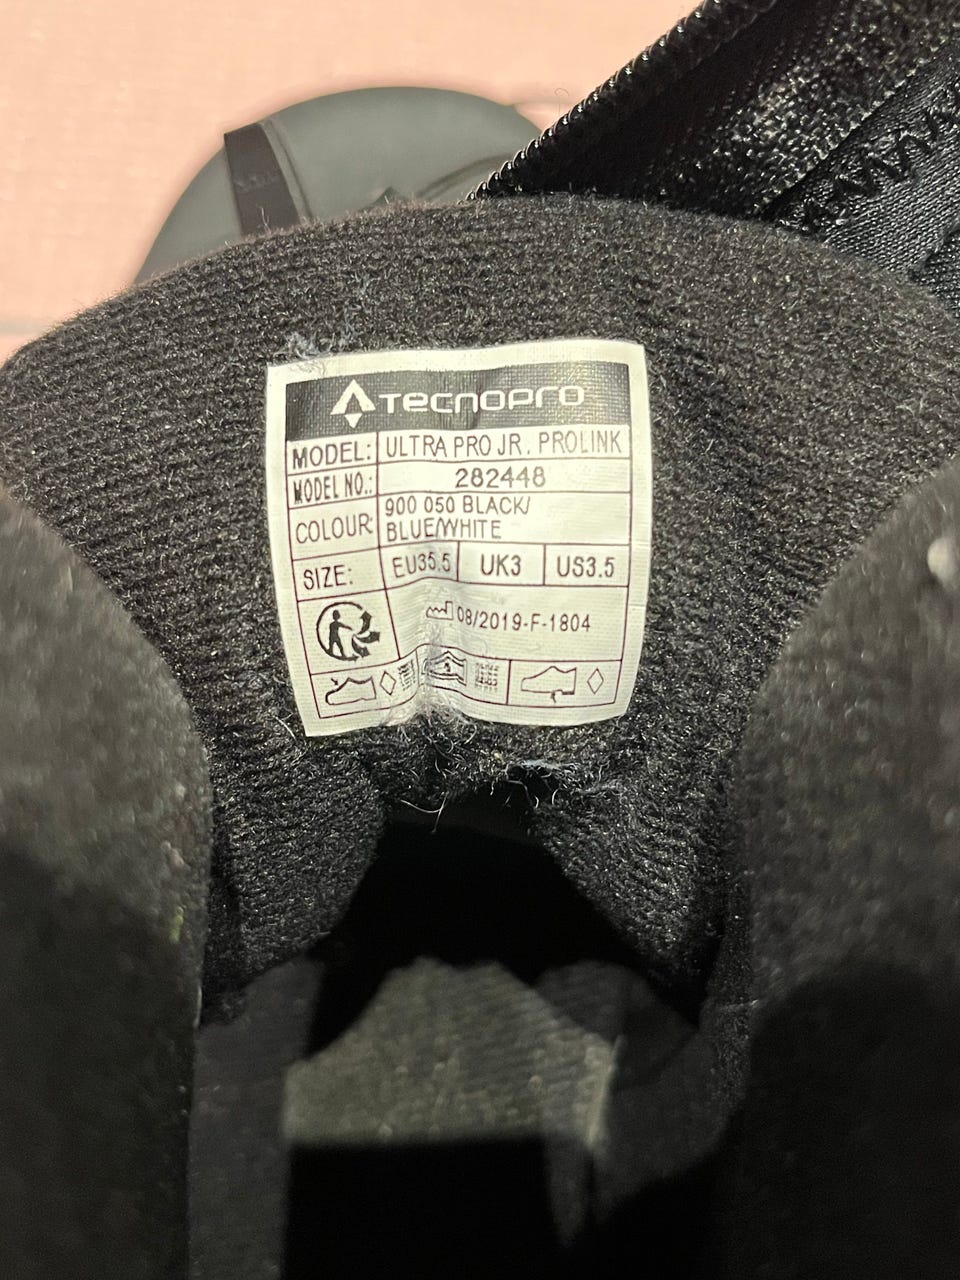 TECNOPRO
MODEL: ULTRA PRO JR. PROLINK
MODEL NO.: 282448
COLOUR: 900 050 BLACK/
BLUE/WHITE
SIZE: EU35.5 UK3 US3.5
08/2019-F-1804